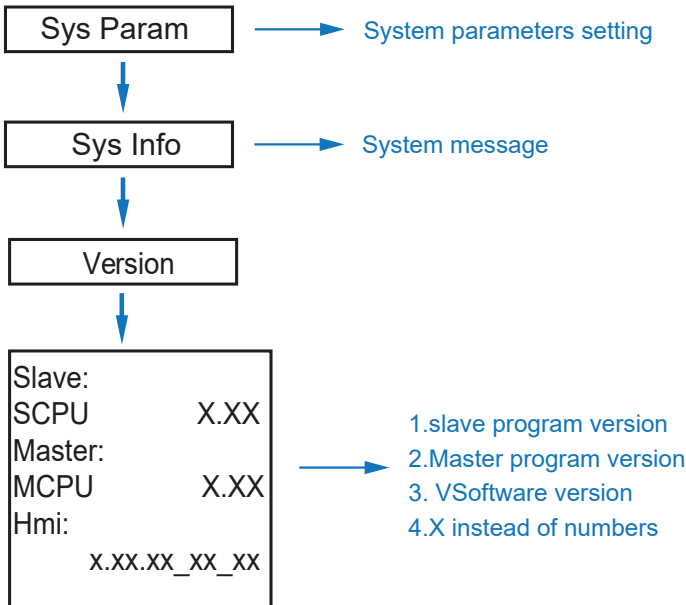 Sys Param
System parameters setting
Sys Info
System message
Version
Slave:
SCPU X.XX
Master:
MCPU X.XX
Hmi:
x.xx.xx_xx_xx
1.slave program version
2.Master program version
3. VSoftware version
4.X instead of numbers